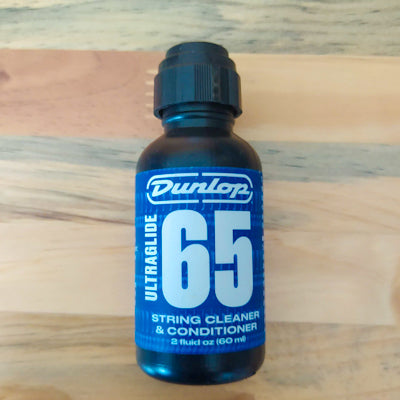 Dunlop
ULTRAGLIDE
65
STRING CLEANER
& CONDITIONER
2 fluid oz (60 ml)